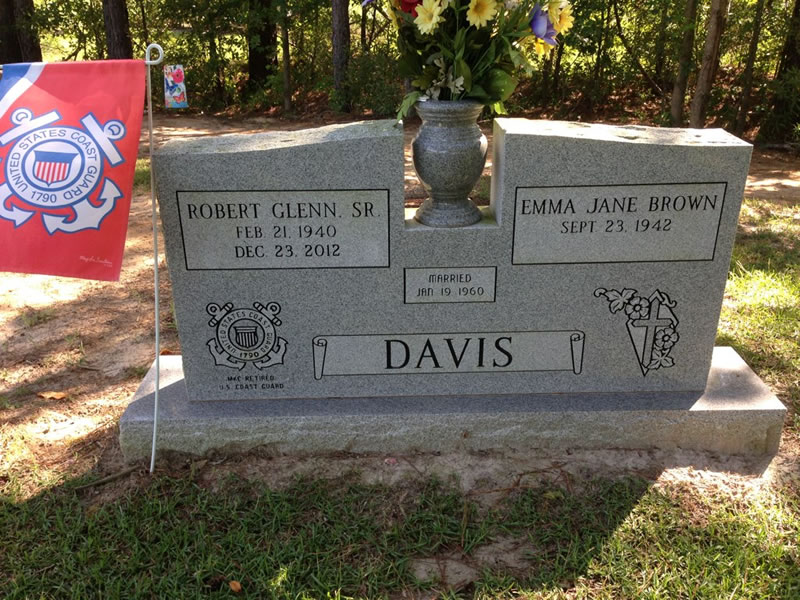 UNITED STATES COAST GUARD
1790
ROBERT GLENN, SR.
FEB. 21, 1940
DEC. 23, 2012
EMMA JANE BROWN
SEPT. 23, 1942
MARRIED
JAN. 19, 1960
UNITED STATES COAST GUARD
1790
RETIRED
U.S. COAST GUARD
DAVIS